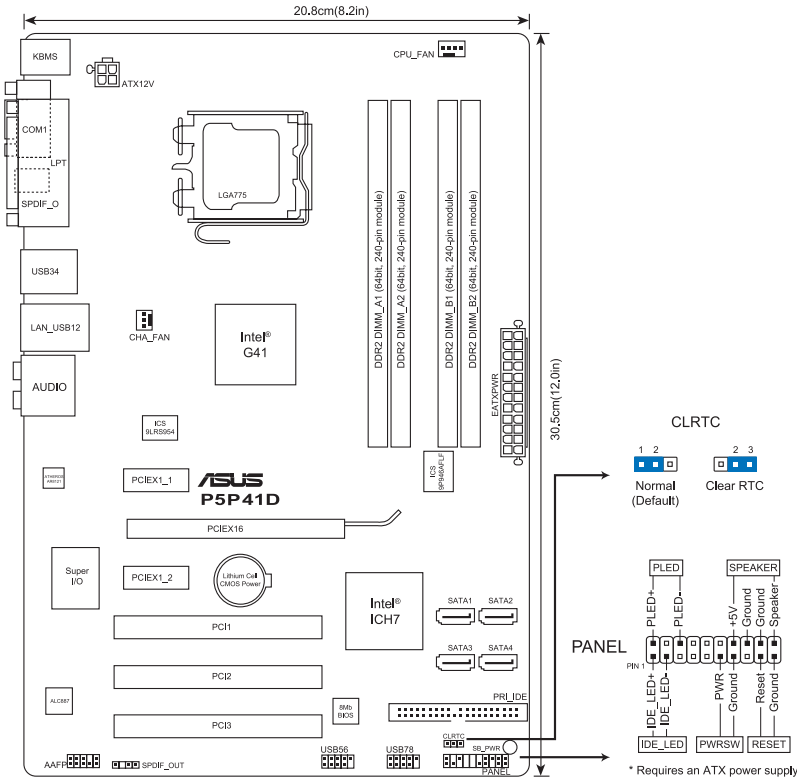 20.8cm(8.2in)
KBMS
ATX12V
CPU_FAN
COM1
LPT
SPDIF_O
LGA775
DDR2 DIMM_A1 (64bit, 240-pin module)
DDR2 DIMM_A2 (64bit, 240-pin module)
DDR2 DIMM_B1 (64bit, 240-pin module)
DDR2 DIMM_B2 (64bit, 240-pin module)
USB34
LAN_USB12
CHA_FAN
Intel®
G41
AUDIO
EATXPWR
30.5cm(12.0in)
ICS
9LRS954
ICS
9P946AFLF
PCIEX1_1
ASUS
P5P41D
PCIEX16
Super
I/O
PCIEX1_2
Lithium Cell
CMOS Power
Intel®
ICH7
SATA1
SATA2
SATA3
SATA4
PCI1
PCI2
PCI3
ALC887
8Mb
BIOS
PRI_IDE
CLRTC
SB_PWR
AAFP
SPDIF_OUT
USB56
USB78
PANEL
CLRTC
1 2
2 3
Normal
(Default)
Clear RTC
PLED
SPEAKER
PLED+
PLED-
+5V
Ground
Ground
Speaker
PANEL
PIN 1
IDE_LED+
IDE_LED-
PWR
Ground
Reset
Ground
IDE_LED
PWRSW
RESET
* Requires an ATX power supply